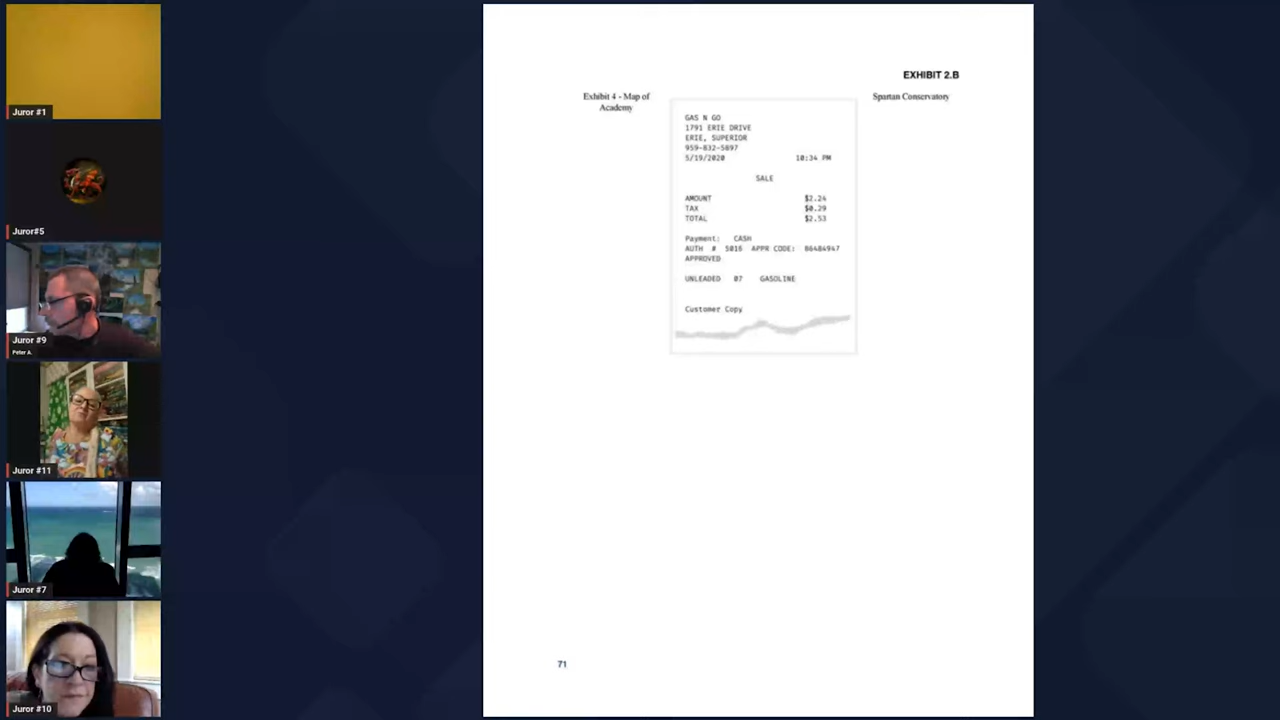 Juror #1
Juror#5
Juror #9
Peter A.
Juror #11
Juror #7
Juror #10
EXHIBIT 2.B
Exhibit 4 - Map of
Academy
Spartan Conservatory
GAS N GO
1791 ERIE DRIVE
ERIE, SUPERIOR
959-832-5897
5/19/2020 10:34 PM
SALE
AMOUNT $2.24
TAX $0.29
TOTAL $2.53
Payment: CASH
AUTH # 5016 APPR CODE: 86484947
APPROVED
UNLEADED 07 GASOLINE
Customer Copy
71